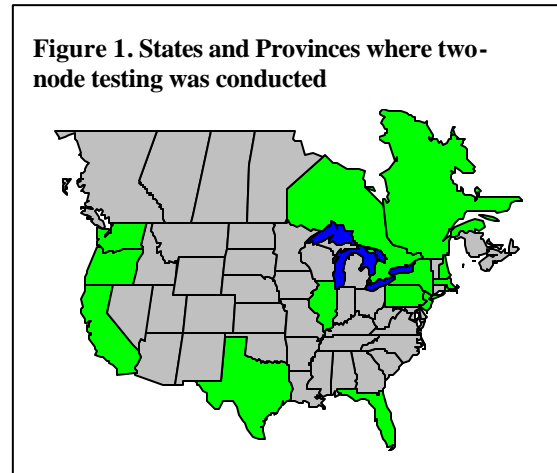 Figure 1. States and Provinces where two-
node testing was conducted